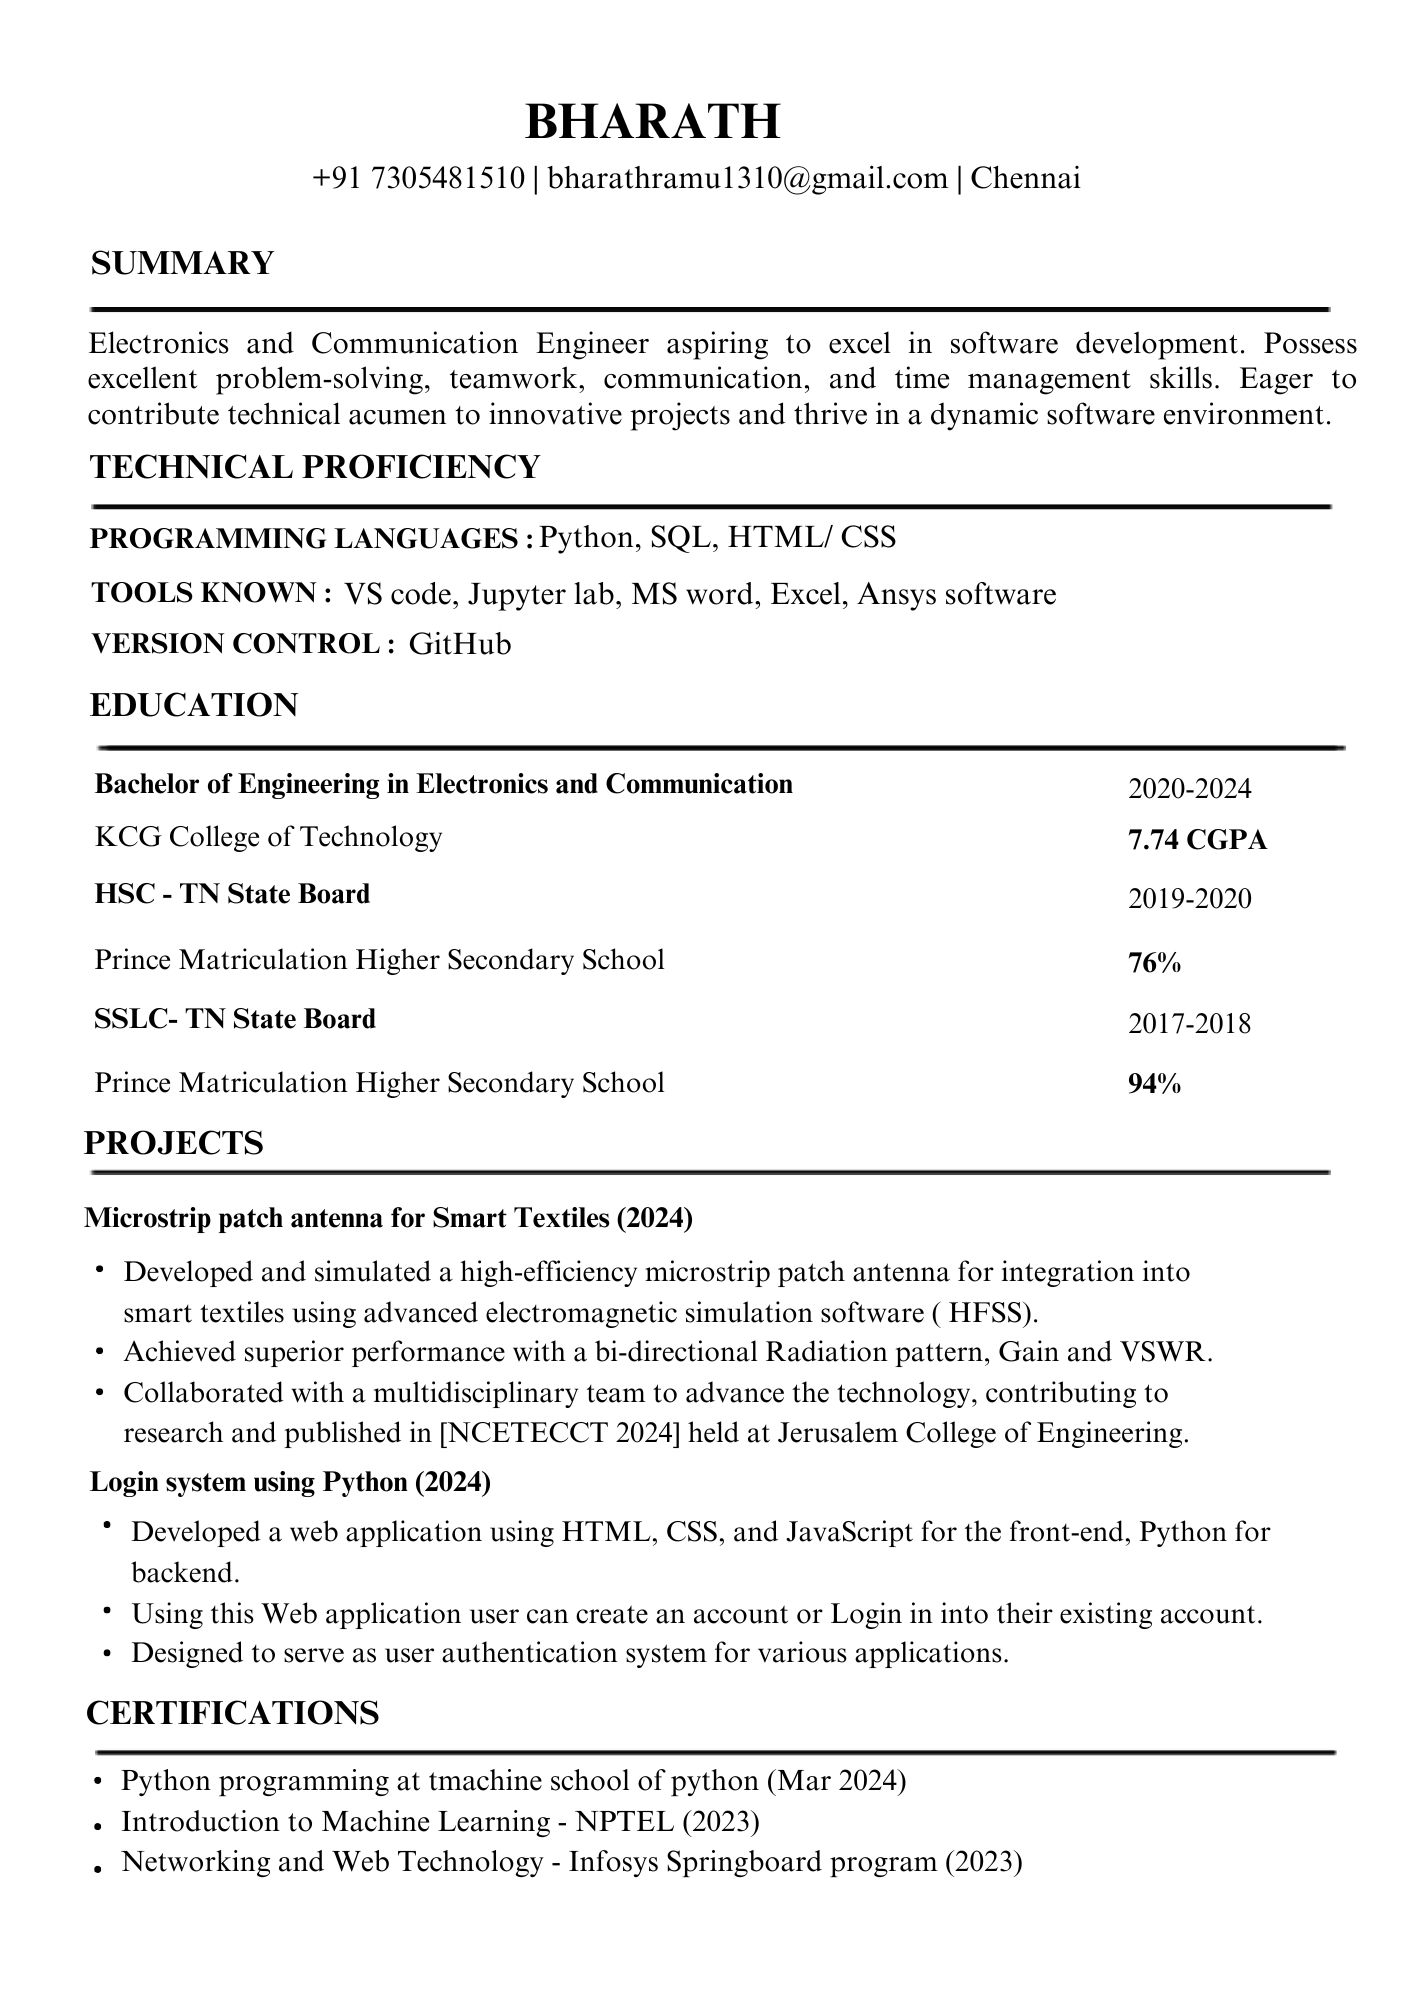 BHARATH
+91 7305481510 | bharathramu1310@gmail.com | Chennai
SUMMARY
Electronics and Communication Engineer aspiring to excel in software development. Possess
excellent problem-solving, teamwork, communication, and time management skills. Eager to
contribute technical acumen to innovative projects and thrive in a dynamic software environment.
TECHNICAL PROFICIENCY
PROGRAMMING LANGUAGES : Python, SQL, HTML/ CSS
TOOLS KNOWN : VS code, Jupyter lab, MS word, Excel, Ansys software
VERSION CONTROL : GitHub
EDUCATION
Bachelor of Engineering in Electronics and Communication 2020-2024
KCG College of Technology 7.74 CGPA
HSC - TN State Board 2019-2020
Prince Matriculation Higher Secondary School 76%
SSLC- TN State Board 2017-2018
Prince Matriculation Higher Secondary School 94%
PROJECTS
Microstrip patch antenna for Smart Textiles (2024)
• Developed and simulated a high-efficiency microstrip patch antenna for integration into
smart textiles using advanced electromagnetic simulation software ( HFSS).
• Achieved superior performance with a bi-directional Radiation pattern, Gain and VSWR.
• Collaborated with a multidisciplinary team to advance the technology, contributing to
research and published in [NCETECCT 2024] held at Jerusalem College of Engineering.
Login system using Python (2024)
• Developed a web application using HTML, CSS, and JavaScript for the front-end, Python for
backend.
• Using this Web application user can create an account or Login in into their existing account.
• Designed to serve as user authentication system for various applications.
CERTIFICATIONS
• Python programming at tmachine school of python (Mar 2024)
• Introduction to Machine Learning - NPTEL (2023)
• Networking and Web Technology - Infosys Springboard program (2023)